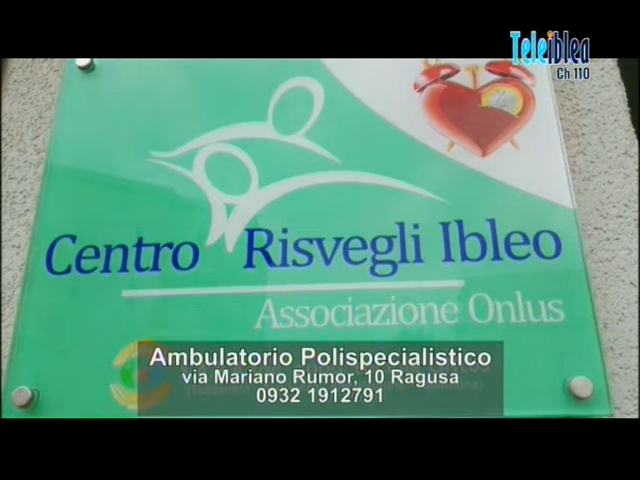 Teleiblea
Ch 110
Centro Risvegli Ibleo
Associazione Onlus
Ambulatorio Polispecialistico
via Mariano Rumor, 10 Ragusa
0932 1912791